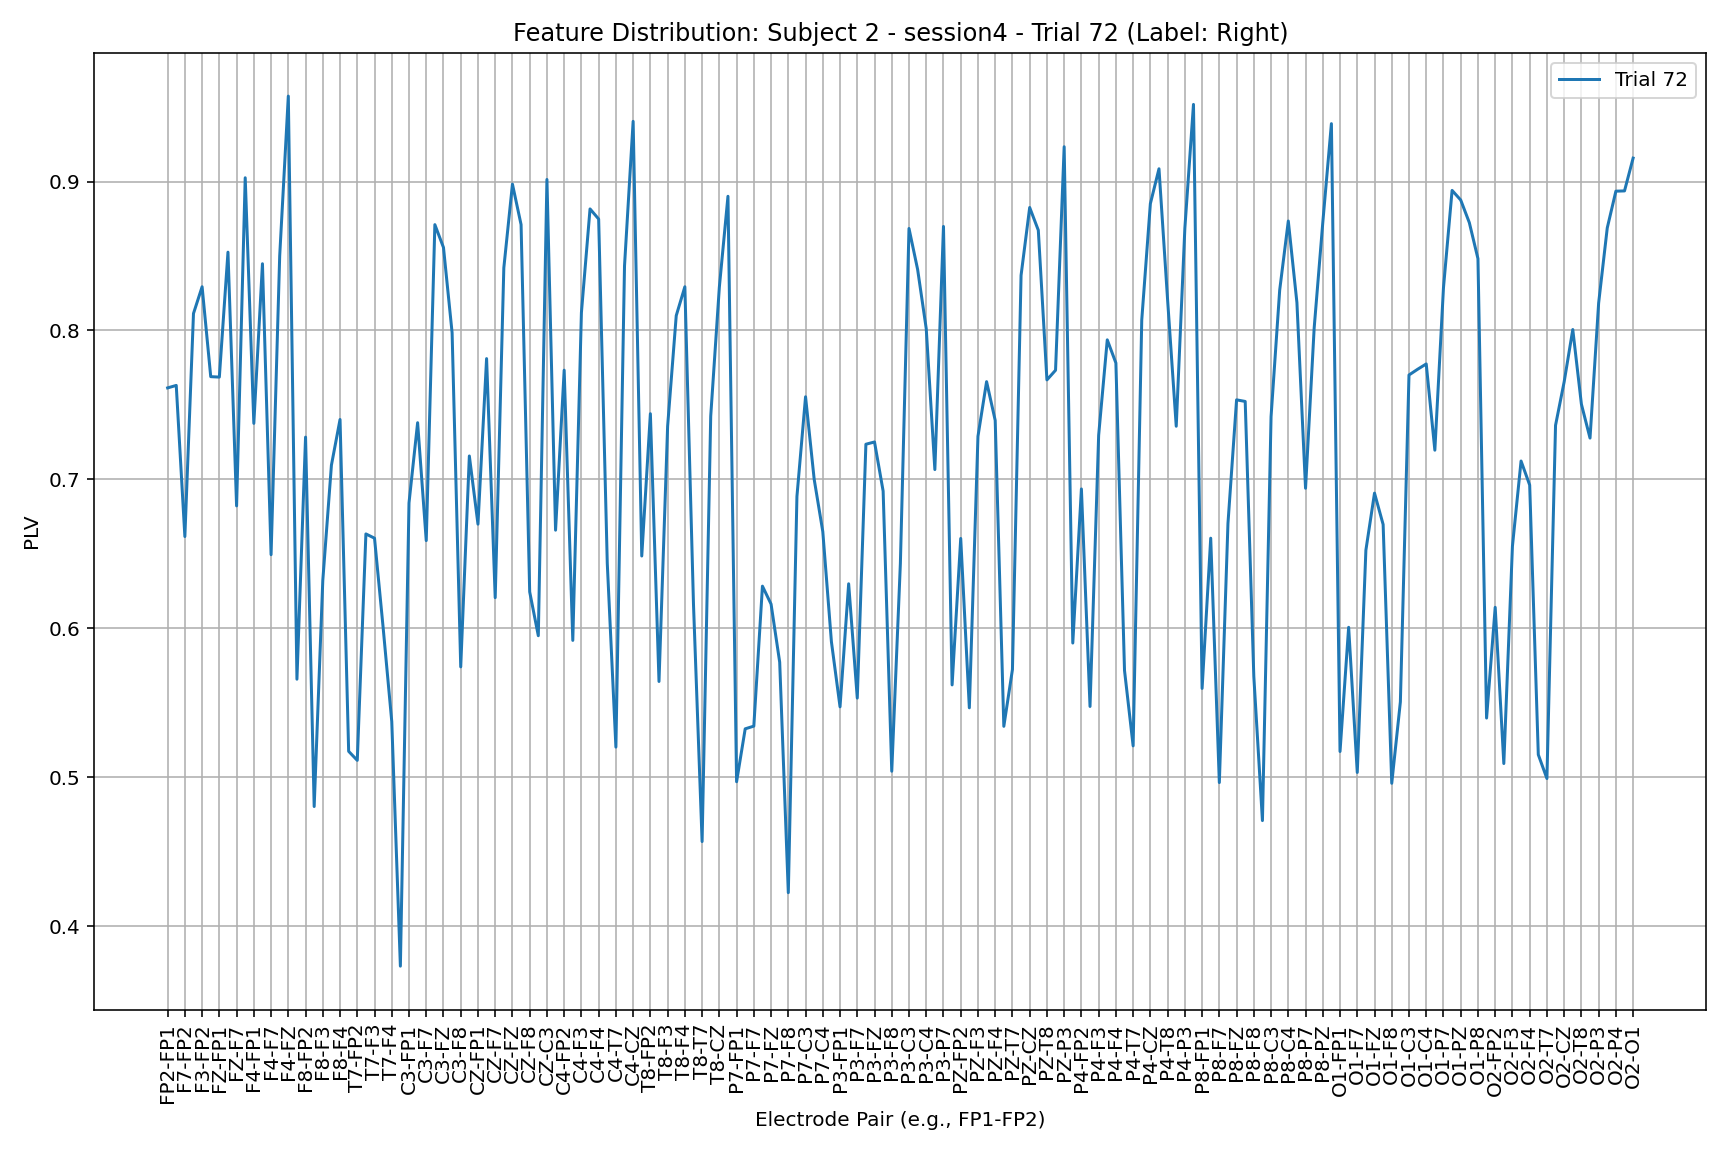 Feature Distribution: Subject 2 - session4 - Trial 72 (Label: Right)
Trial 72
PLV
0.9
0.8
0.7
0.6
0.5
0.4
FP2-FP1
F7-FP2
F3-FP2
FZ-FP1
FZ-F7
F4-FP1
F4-F7
F4-FZ
F8-FP2
F8-F3
F8-F4
T7-FP2
T7-F3
T7-F4
C3-FP1
C3-F7
C3-FZ
C3-F8
CZ-FP1
CZ-F7
CZ-FZ
CZ-F8
CZ-C3
C4-FP2
C4-F3
C4-F4
C4-T7
C4-CZ
T8-FP2
T8-F3
T8-F4
T8-T7
T8-CZ
P7-FP1
P7-F7
P7-FZ
P7-F8
P7-C3
P7-C4
P3-FP1
P3-F7
P3-FZ
P3-F8
P3-C3
P3-C4
P3-P7
PZ-FP2
PZ-F3
PZ-F4
PZ-T7
PZ-CZ
PZ-T8
PZ-P3
P4-FP2
P4-F3
P4-F4
P4-T7
P4-CZ
P4-T8
P4-P3
P8-FP1
P8-F7
P8-FZ
P8-F8
P8-C3
P8-C4
P8-P7
P8-PZ
O1-FP1
O1-F7
O1-FZ
O1-F8
O1-C3
O1-C4
O1-P7
O1-PZ
O1-P8
O2-FP2
O2-F3
O2-F4
O2-T7
O2-CZ
O2-T8
O2-P3
O2-P4
O2-O1
Electrode Pair (e.g., FP1-FP2)